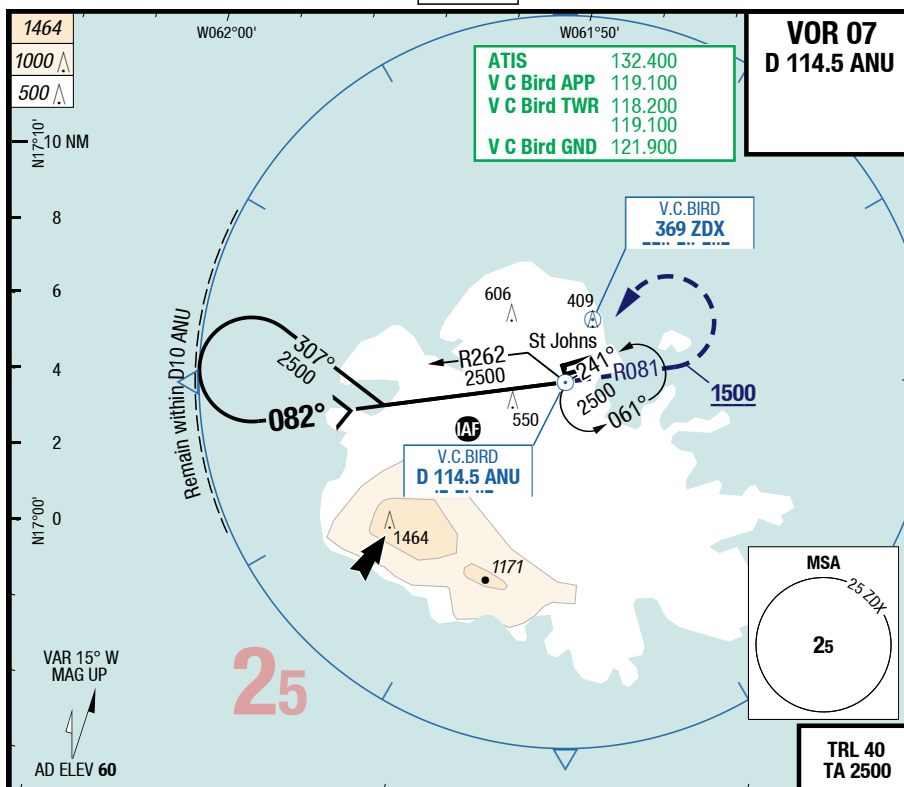 1464
1000
500
W062°00'
W061°50'
VOR 07
D 114.5 ANU
ATIS 132.400
V C Bird APP 119.100
V C Bird TWR 118.200
119.100
V C Bird GND 121.900
N17°10'
10 NM
8
6
4
2
0
N17°00'
V.C.BIRD
369 ZDX
606
409
St Johns
Remain within D10 ANU
307°
2500
R262
2500
241°
2500
061°
R081
1500
082°
550
IAF
V.C.BIRD
D 114.5 ANU
1464
1171
MSA
25 ZDX
25
25
VAR 15° W
MAG UP
AD ELEV 60
TRL 40
TA 2500